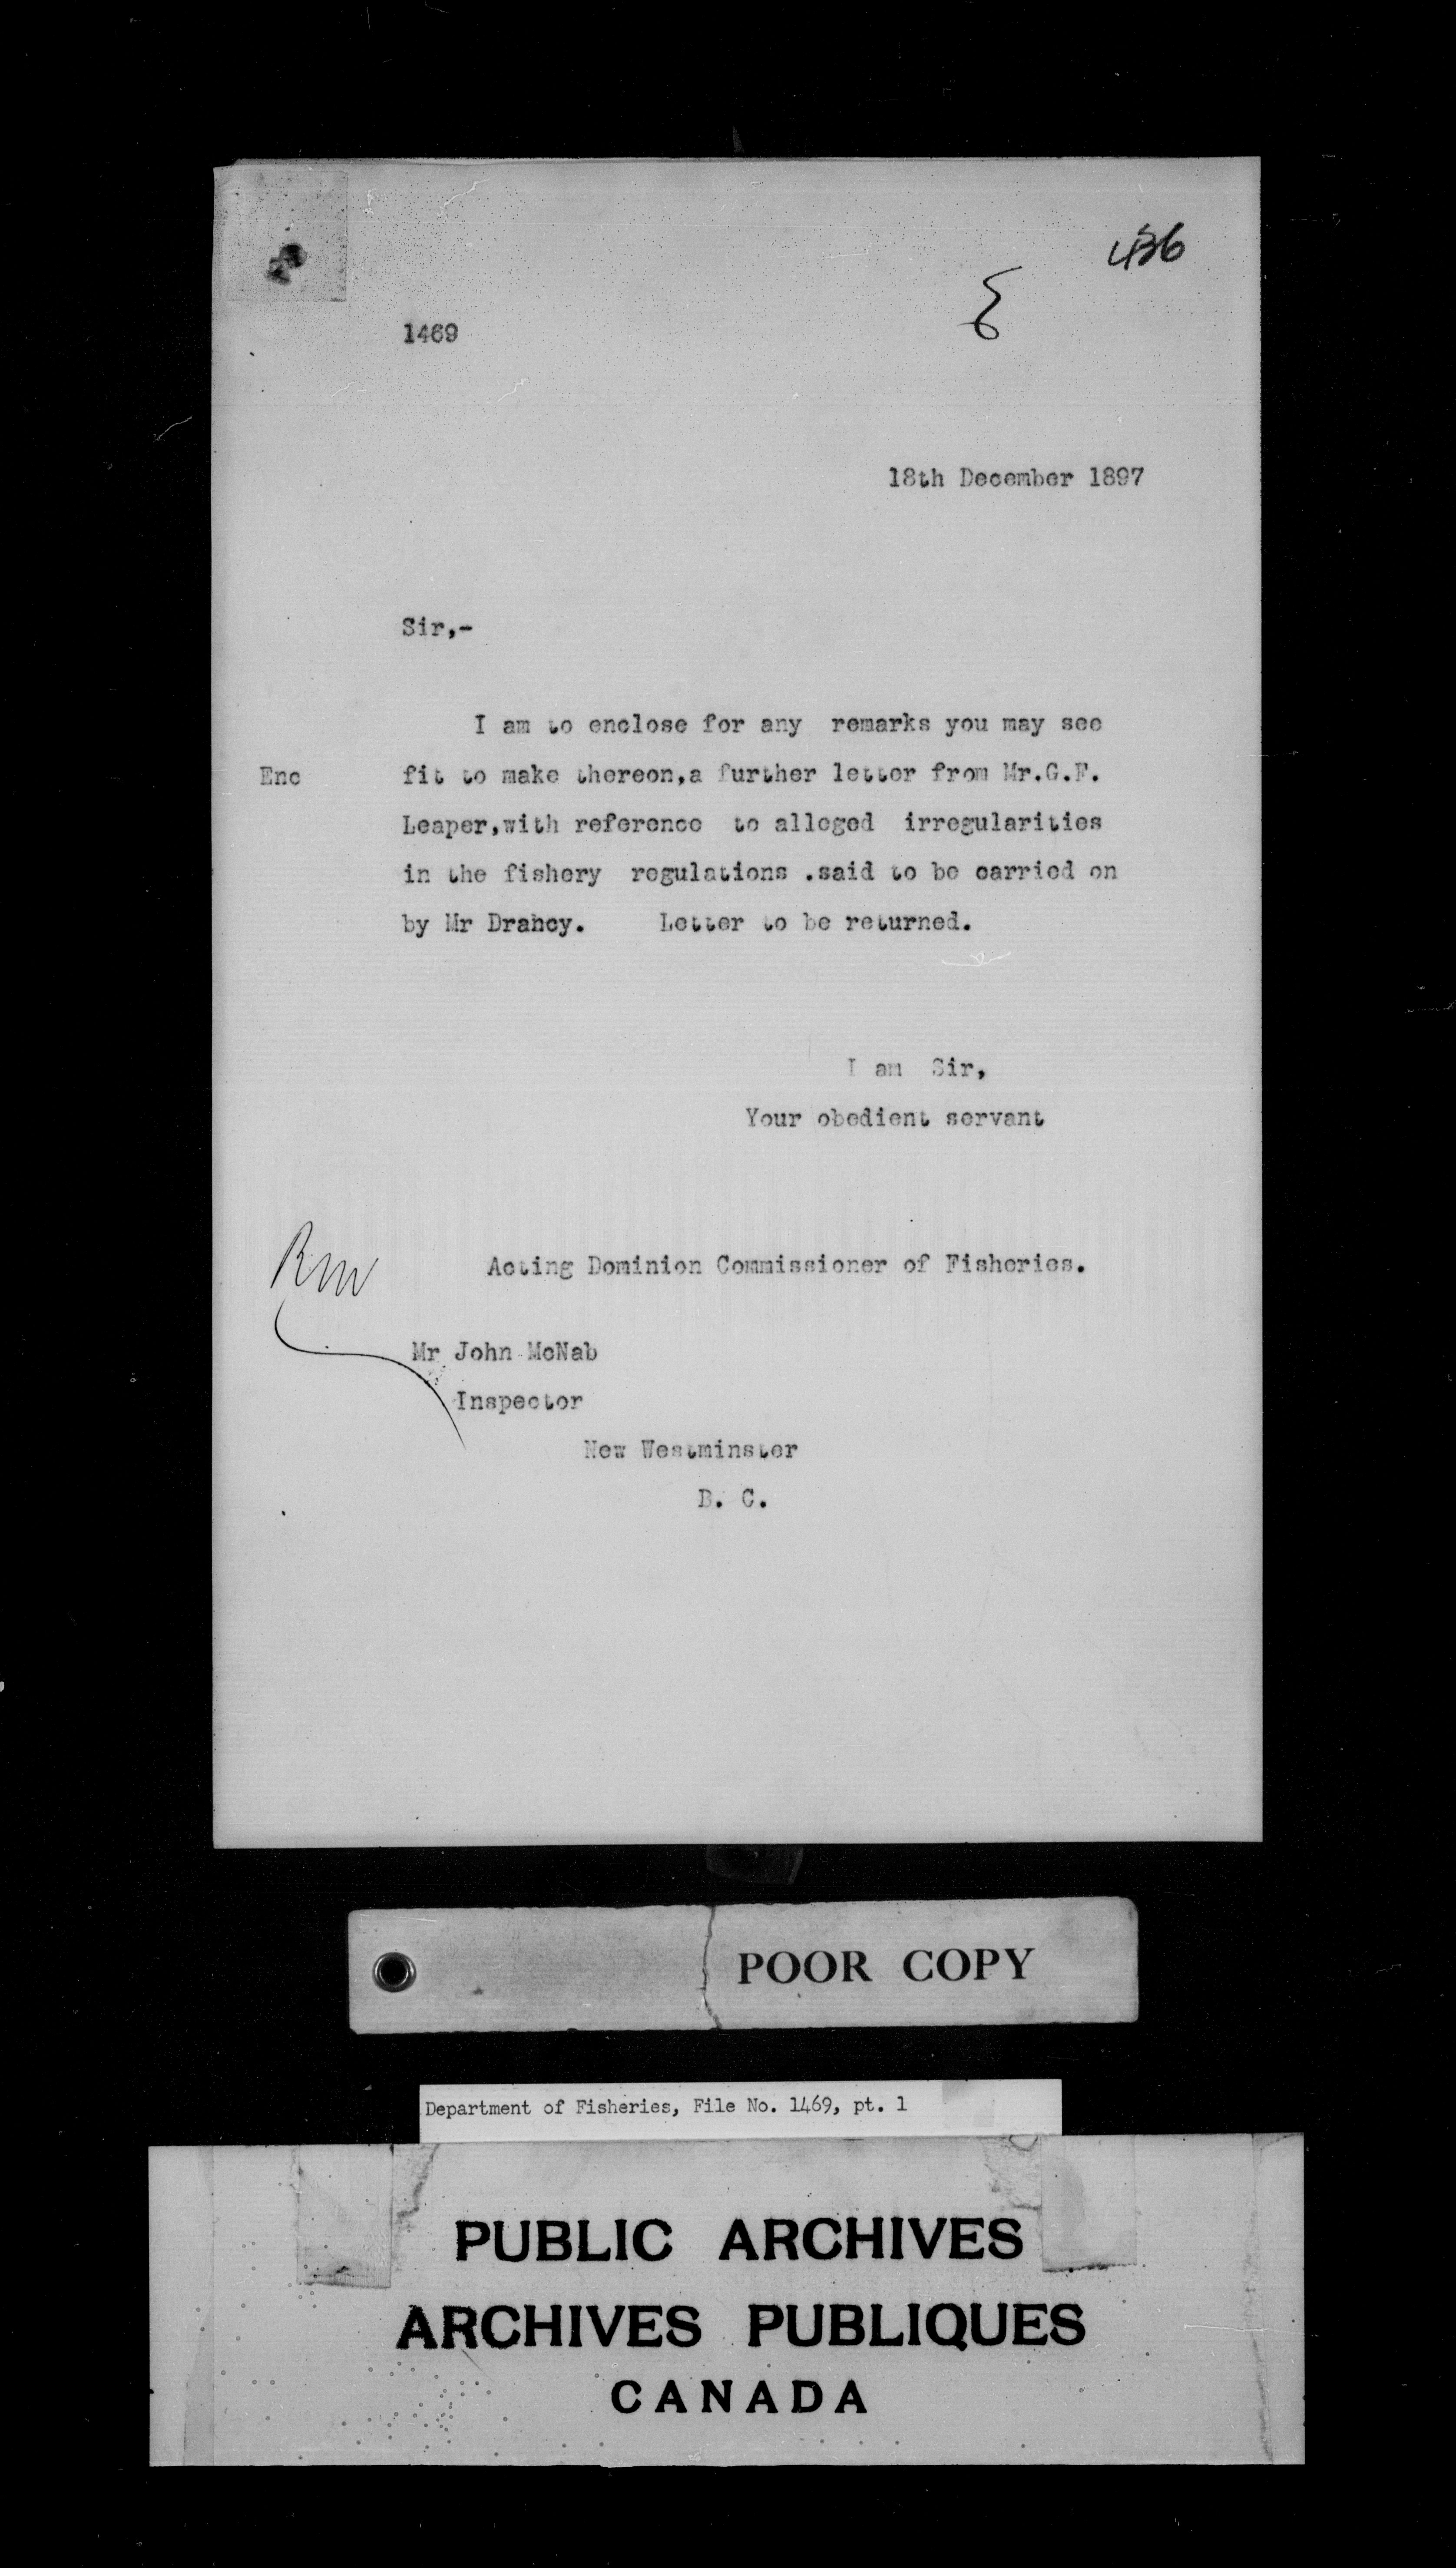 436
1469
18th December 1897
Sir,-
I am to enclose for any remarks you may see
Enc fit to make thereon,a further letter from Mr.G.F.
Leaper,with reference to alleged irregularities
in the fishery regulations .said to be carried on
by Mr Draney. Letter to be returned.
I am Sir,
Your obedient servant
Acting Dominion Commissioner of Fisheries.
Mr John McNab
Inspector
New Westminster
B. C.
POOR COPY
Department of Fisheries, File No. 1469, pt. 1
PUBLIC ARCHIVES
ARCHIVES PUBLIQUES
CANADA